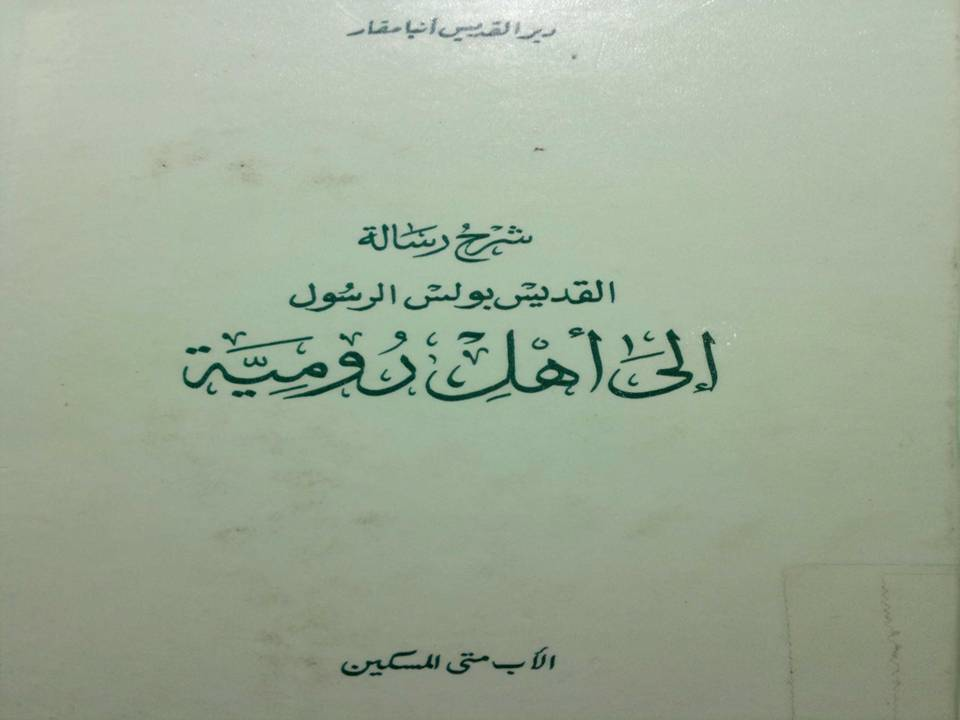 دير القديس أنبا مقار
شرح رسالة
القديس بولس الرسول
إلى أهل رومية
الأب متى المسكين